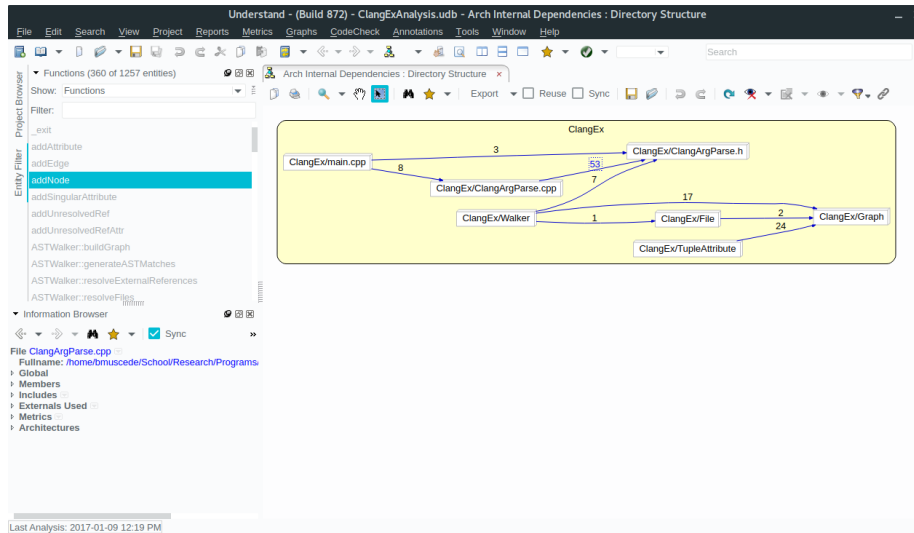 Understand - (Build 872) - ClangExAnalysis.udb - Arch Internal Dependencies : Directory Structure
File Edit Search View Project Reports Metrics Graphs CodeCheck Annotations Tools Window Help
Search
Project Browser
Entity Filter
Functions (360 of 1257 entities)
Show: Functions
Filter:
_exit
addAttribute
addEdge
addNode
addSingularAttribute
addUnresolvedRef
addUnresolvedRefAttr
ASTWalker::buildGraph
ASTWalker::generateASTMatches
ASTWalker::resolveExternalReferences
ASTWalker::resolveFiles
Information Browser
Sync
File ClangArgParse.cpp
Fullname: /home/bmuscede/School/Research/Programs/
Global
Members
Includes
Externals Used
Metrics
Architectures
Arch Internal Dependencies : Directory Structure
Export Reuse Sync
ClangEx
ClangEx/main.cpp
3
ClangEx/ClangArgParse.h
8
53
ClangEx/ClangArgParse.cpp
7
17
ClangEx/Walker
1
ClangEx/File
2
ClangEx/Graph
24
ClangEx/TupleAttribute
Last Analysis: 2017-01-09 12:19 PM